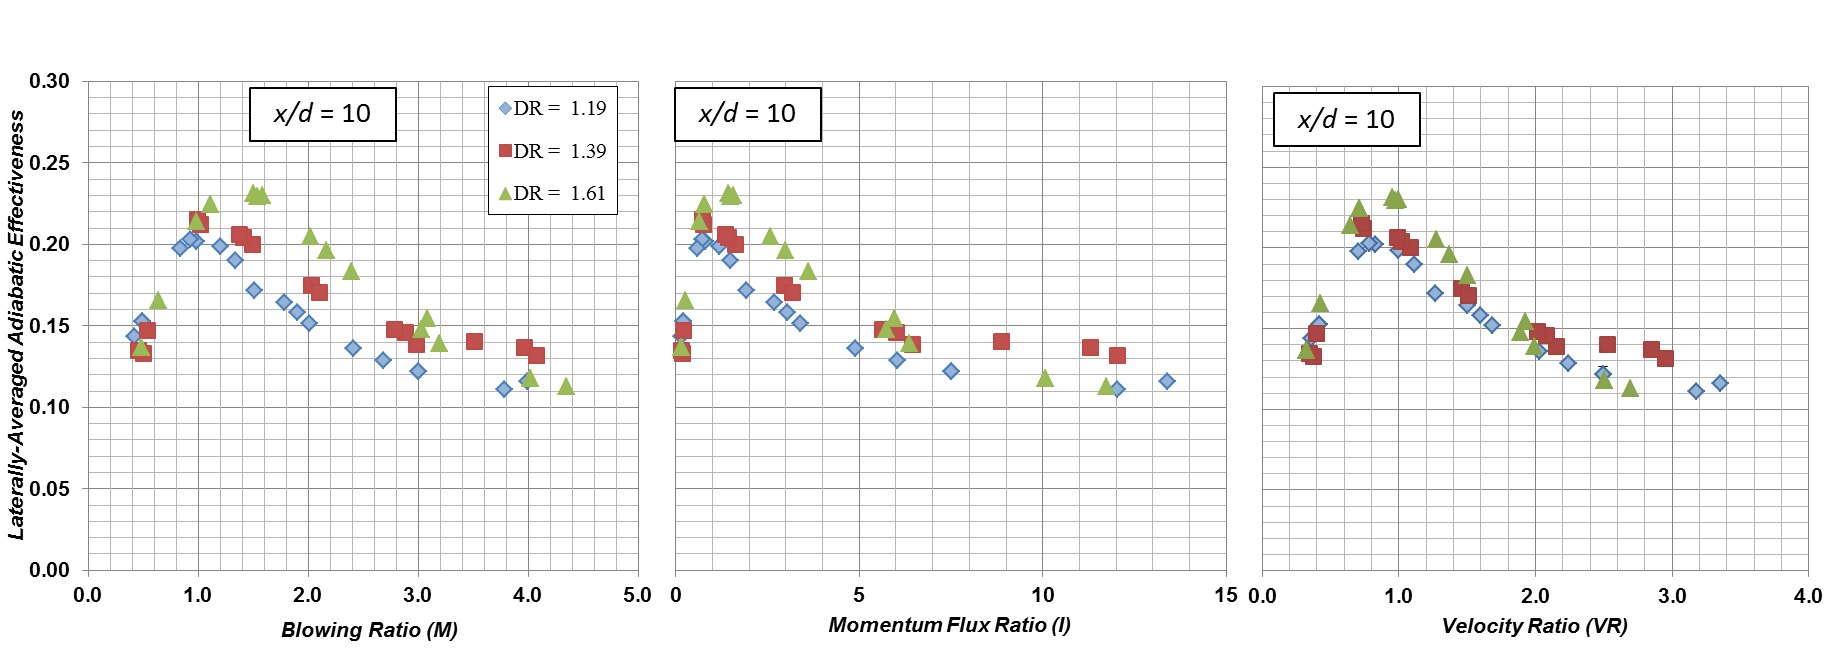 Laterally-Averaged Adiabatic Effectiveness
0.30
0.25
0.20
0.15
0.10
0.05
0.00
x/d = 10
DR = 1.19
DR = 1.39
DR = 1.61
0.0 1.0 2.0 3.0 4.0 5.0
Blowing Ratio (M)
x/d = 10
0 5 10 15
Momentum Flux Ratio (I)
x/d = 10
0.0 1.0 2.0 3.0 4.0
Velocity Ratio (VR)